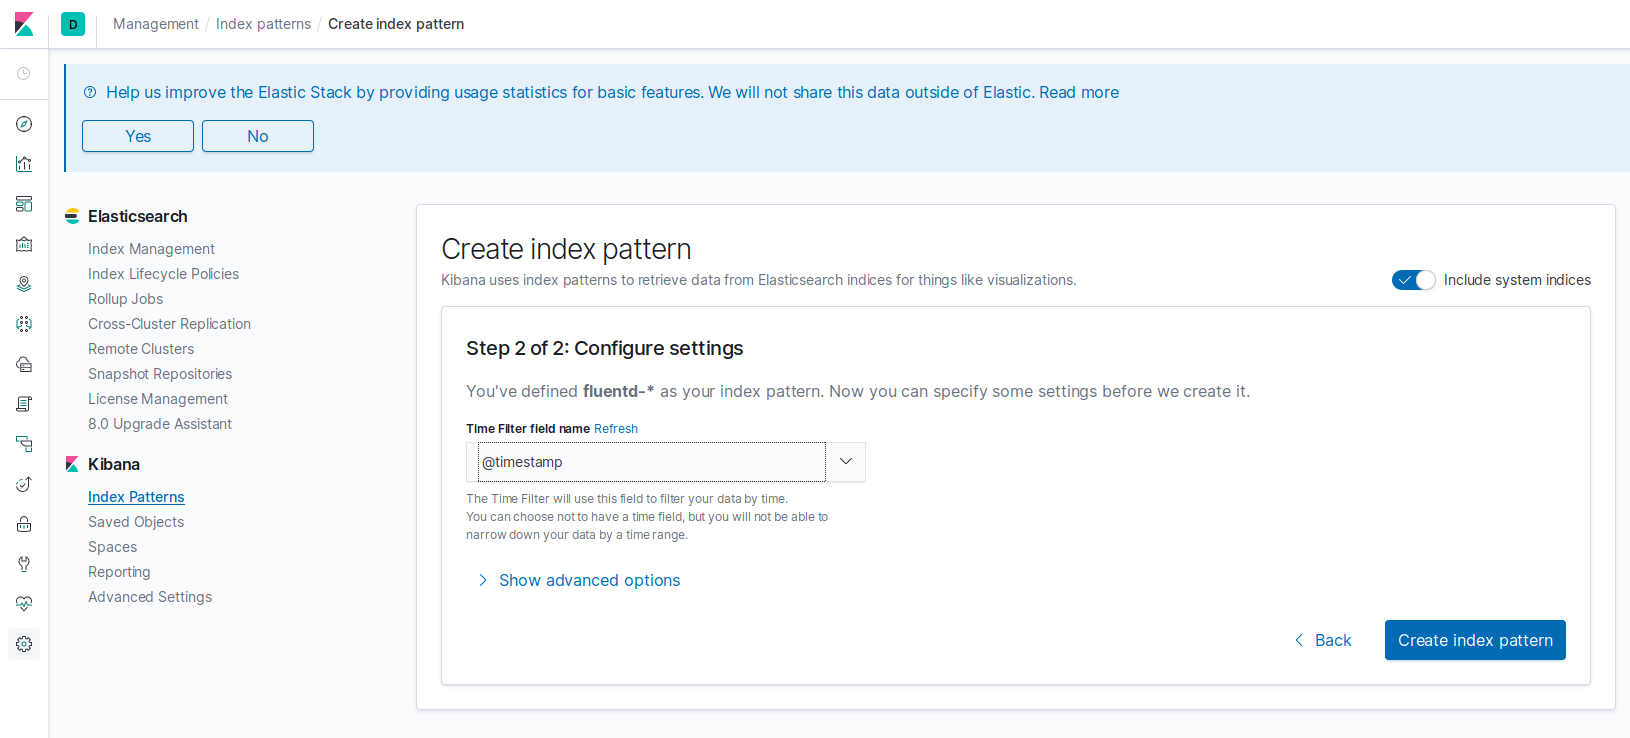 D
Management / Index patterns / Create index pattern
Help us improve the Elastic Stack by providing usage statistics for basic features. We will not share this data outside of Elastic. Read more
Yes
No
Elasticsearch
Index Management
Index Lifecycle Policies
Rollup Jobs
Cross-Cluster Replication
Remote Clusters
Snapshot Repositories
License Management
8.0 Upgrade Assistant
Kibana
Index Patterns
Saved Objects
Spaces
Reporting
Advanced Settings
Create index pattern
Kibana uses index patterns to retrieve data from Elasticsearch indices for things like visualizations.
Include system indices
Step 2 of 2: Configure settings
You've defined fluentd-* as your index pattern. Now you can specify some settings before we create it.
Time Filter field name Refresh
@timestamp
The Time Filter will use this field to filter your data by time.
You can choose not to have a time field, but you will not be able to
narrow down your data by a time range.
Show advanced options
Back
Create index pattern